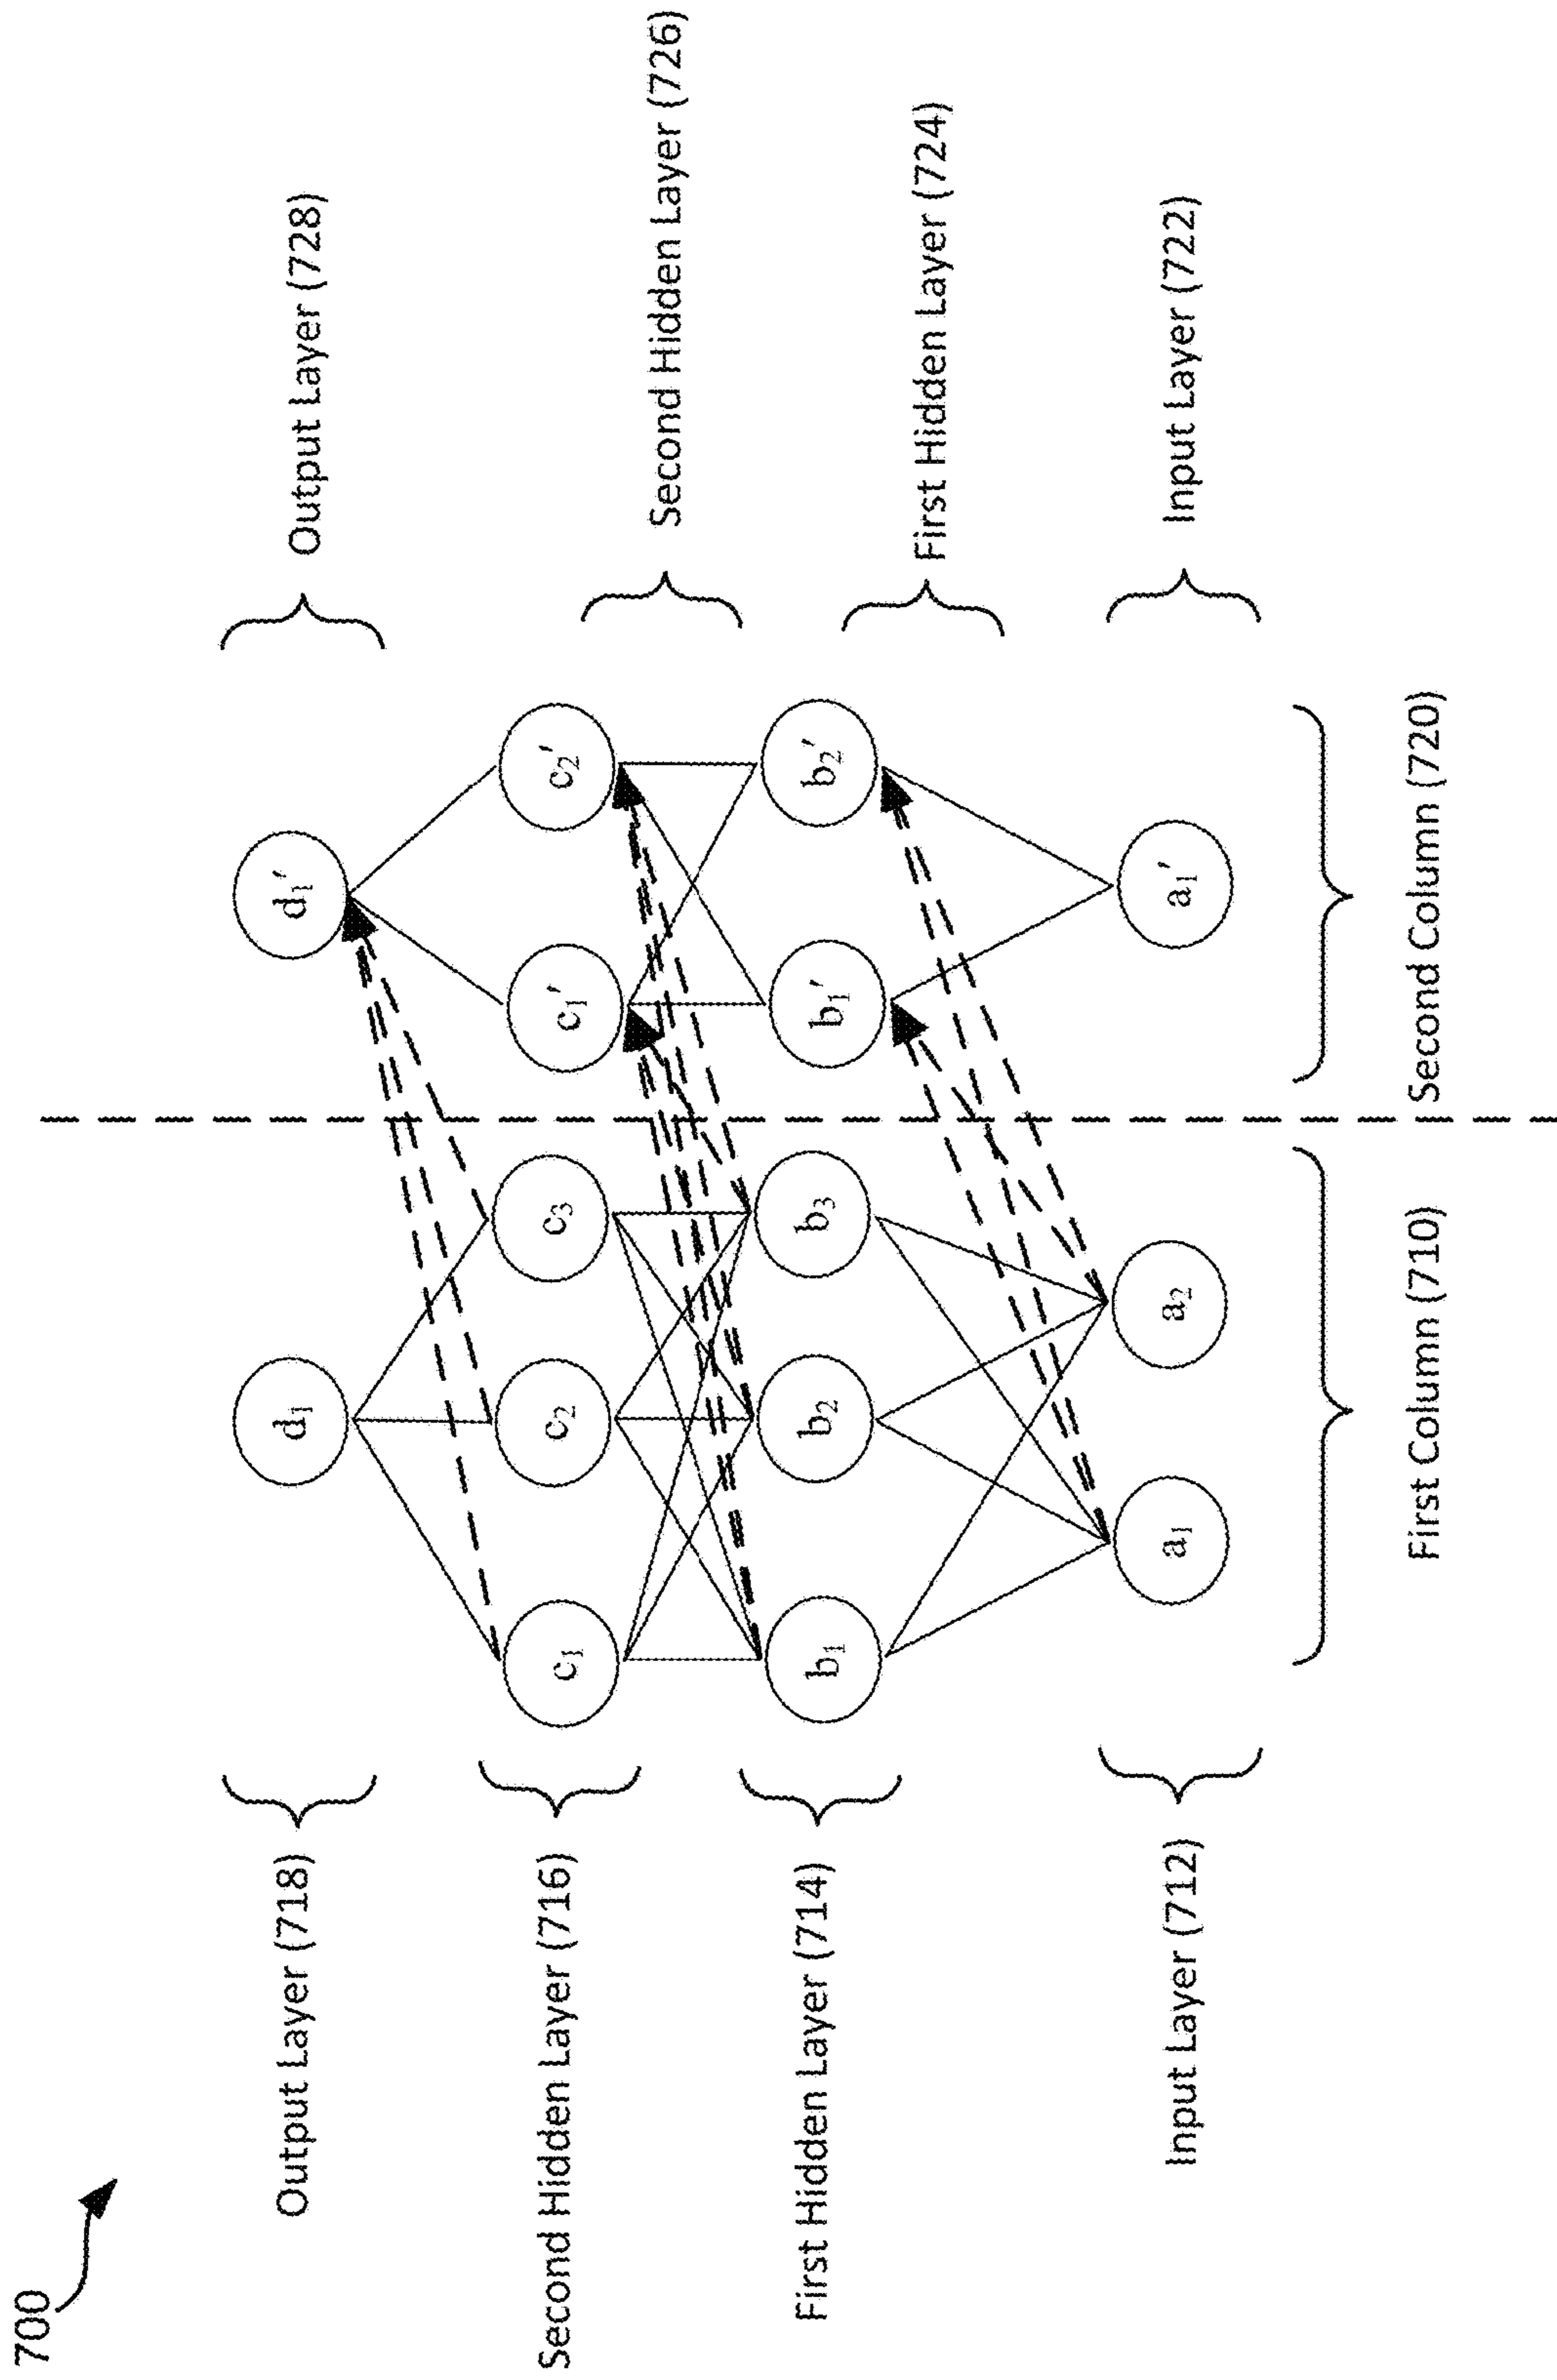 700
Output Layer (718)
Second Hidden Layer (716)
First Hidden Layer (714)
Input Layer (712)
d₁
c₁
c₂
c₃
b₁
b₂
b₃
a₁
a₂
First Column (710)
d₁′
c₁′
c₂′
b₁′
b₂′
a₁′
Second Column (720)
Output Layer (728)
Second Hidden Layer (726)
First Hidden Layer (724)
Input Layer (722)